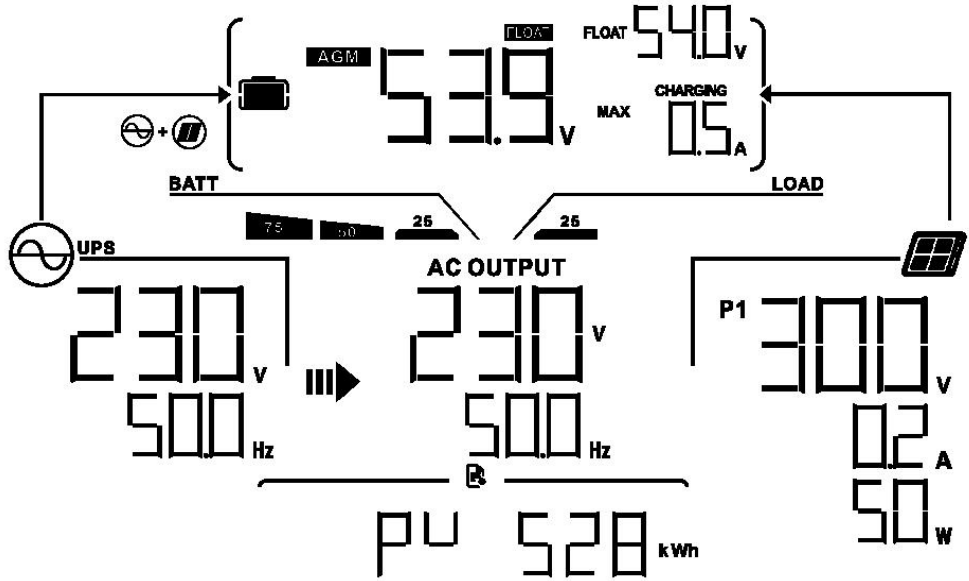 FLOAT
FLOAT 54.0 V
AGM 53.9 V
CHARGING
MAX 0.5 A
+
BATT LOAD
75 50 25 25
UPS
AC OUTPUT
230 V 230 V P1 300 V
50.0 Hz 50.0 Hz 0.2 A
50 W
PV 528 kWh